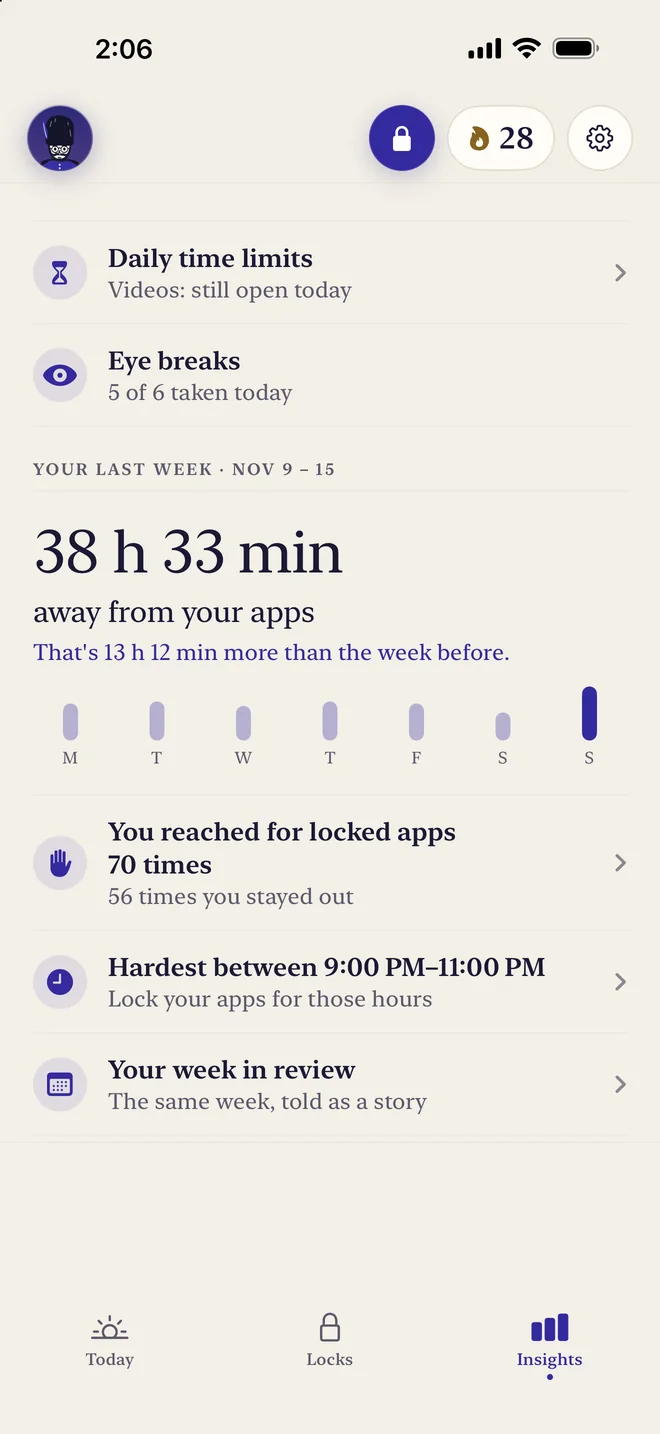 2:06
28
Daily time limits
Videos: still open today
Eye breaks
5 of 6 taken today
YOUR LAST WEEK · NOV 9 – 15
38 h 33 min
away from your apps
That's 13 h 12 min more than the week before.
M T W T F S S
You reached for locked apps
70 times
56 times you stayed out
Hardest between 9:00 PM–11:00 PM
Lock your apps for those hours
Your week in review
The same week, told as a story
Today Locks Insights